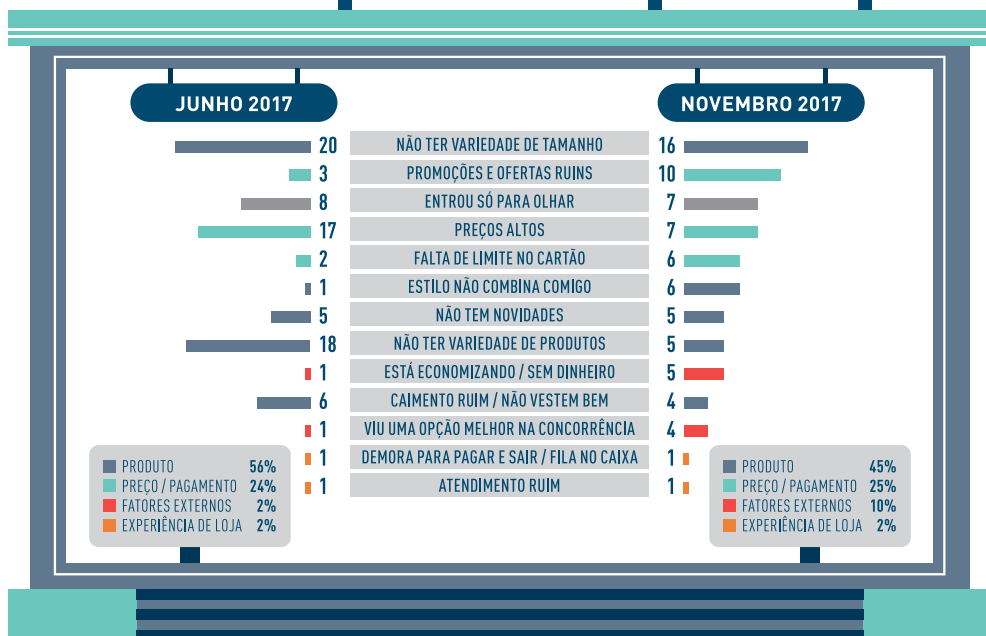 JUNHO 2017
NOVEMBRO 2017
20 NÃO TER VARIEDADE DE TAMANHO 16
3 PROMOÇÕES E OFERTAS RUINS 10
8 ENTROU SÓ PARA OLHAR 7
17 PREÇOS ALTOS 7
2 FALTA DE LIMITE NO CARTÃO 6
1 ESTILO NÃO COMBINA COMIGO 6
5 NÃO TEM NOVIDADES 5
18 NÃO TER VARIEDADE DE PRODUTOS 5
1 ESTÁ ECONOMIZANDO / SEM DINHEIRO 5
6 CAIMENTO RUIM / NÃO VESTEM BEM 4
1 VIU UMA OPÇÃO MELHOR NA CONCORRÊNCIA 4
1 DEMORA PARA PAGAR E SAIR / FILA NO CAIXA 1
1 ATENDIMENTO RUIM 1
PRODUTO 56%
PREÇO / PAGAMENTO 24%
FATORES EXTERNOS 2%
EXPERIÊNCIA DE LOJA 2%
PRODUTO 45%
PREÇO / PAGAMENTO 25%
FATORES EXTERNOS 10%
EXPERIÊNCIA DE LOJA 2%